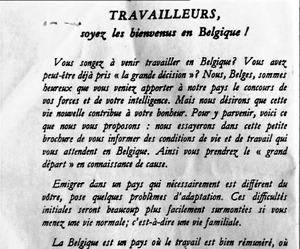 TRAVAILLEURS,
soyez les bienvenus en Belgique !
Vous songez à venir travailler en Belgique? Vous avez
peut-être déjà pris « la grande décision » ? Nous, Belges, sommes
heureux que vous veniez apporter à notre pays le concours de
vos forces et de votre intelligence. Mais nous désirons que cette
vie nouvelle contribue à votre bonheur. Pour y parvenir, voici ce
que nous vous proposons : nous essayerons dans cette petite
brochure de vous informer des conditions de vie et de travail qui
vous attendent en Belgique. Ainsi vous prendrez le « grand
départ » en connaissance de cause.
Emigrer dans un pays qui nécessairement est différent du
vôtre, pose quelques problèmes d'adaptation. Ces difficultés
initiales seront beaucoup plus facilement surmontées si vous
menez une vie normale; c'est-à-dire une vie familiale.
La Belgique est un pays où le travail est bien rémunéré, où